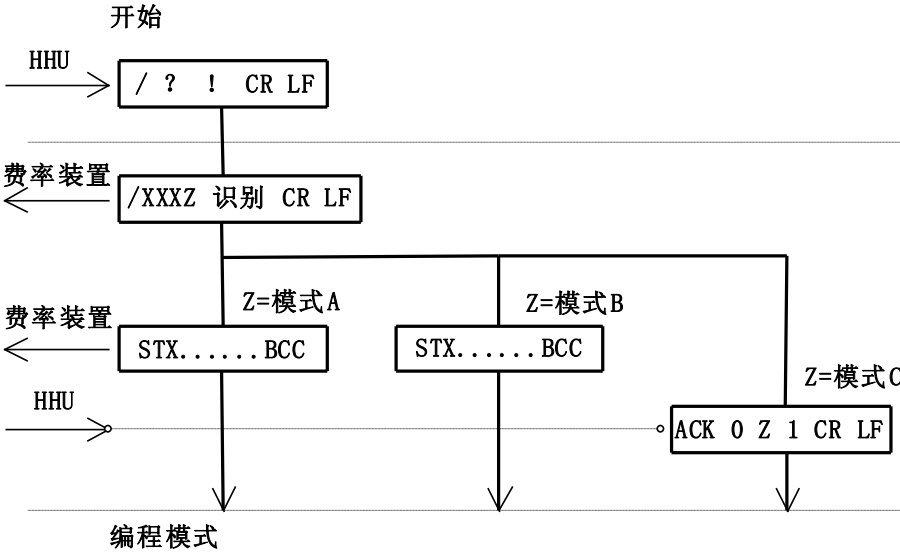 开始
HHU
/ ? ! CR LF
费率装置
/XXXZ 识别 CR LF
Z=模式A
Z=模式B
费率装置
STX......BCC
STX......BCC
Z=模式C
HHU
ACK 0 Z 1 CR LF
编程模式